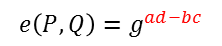 e(P, Q) = g^{ad-bc}